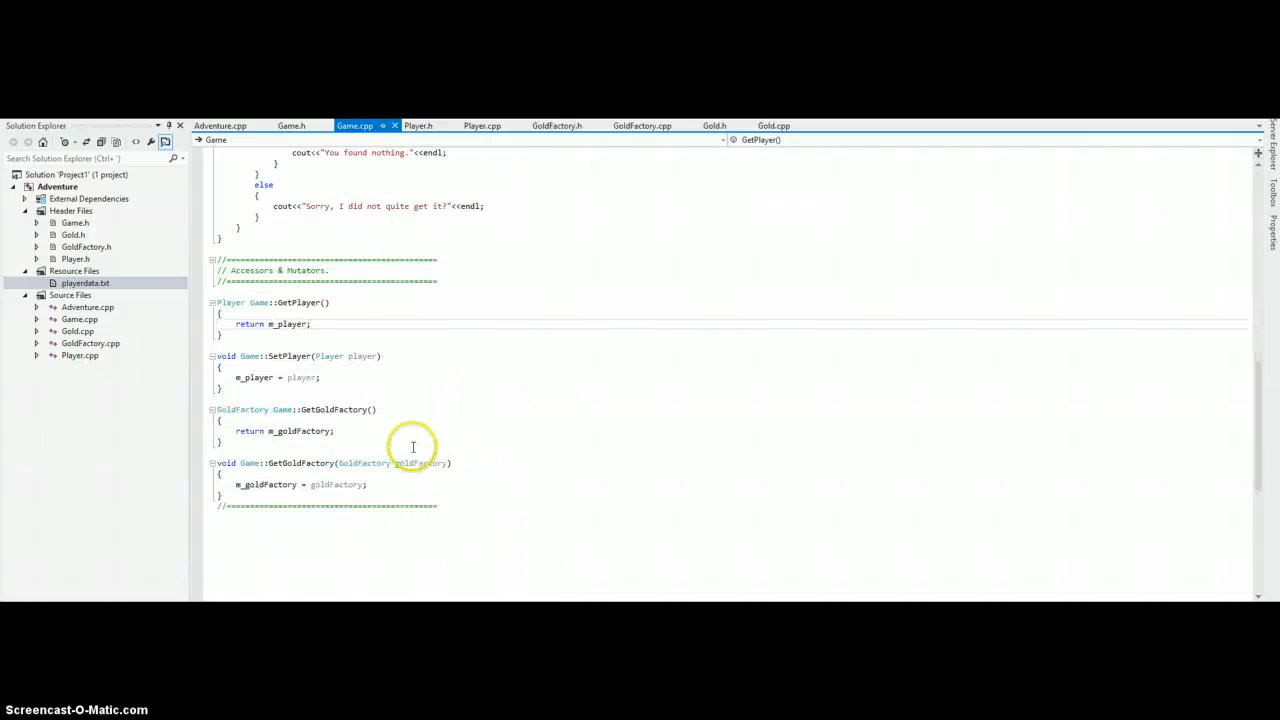 Solution Explorer
Search Solution Explorer (Ctrl+¨)
Solution 'Project1' (1 project)
Adventure
External Dependencies
Header Files
Game.h
Gold.h
GoldFactory.h
Player.h
Resource Files
playerdata.txt
Source Files
Adventure.cpp
Game.cpp
Gold.cpp
GoldFactory.cpp
Player.cpp
Adventure.cpp Game.h Game.cpp Player.h Player.cpp GoldFactory.h GoldFactory.cpp Gold.h Gold.cpp
Game GetPlayer()
cout<<"You found nothing."<<endl;
}
}
else
{
cout<<"Sorry, I did not quite get it?"<<endl;
}
}
}
//=============================================
// Accessors & Mutators.
//=============================================
Player Game::GetPlayer()
{
return m_player;
}
void Game::SetPlayer(Player player)
{
m_player = player;
}
GoldFactory Game::GetGoldFactory()
{
return m_goldFactory;
}
void Game::GetGoldFactory(GoldFactory goldFactory)
{
m_goldFactory = goldFactory;
}
//=============================================
Server Explorer
Toolbox
Properties
Screencast-O-Matic.com